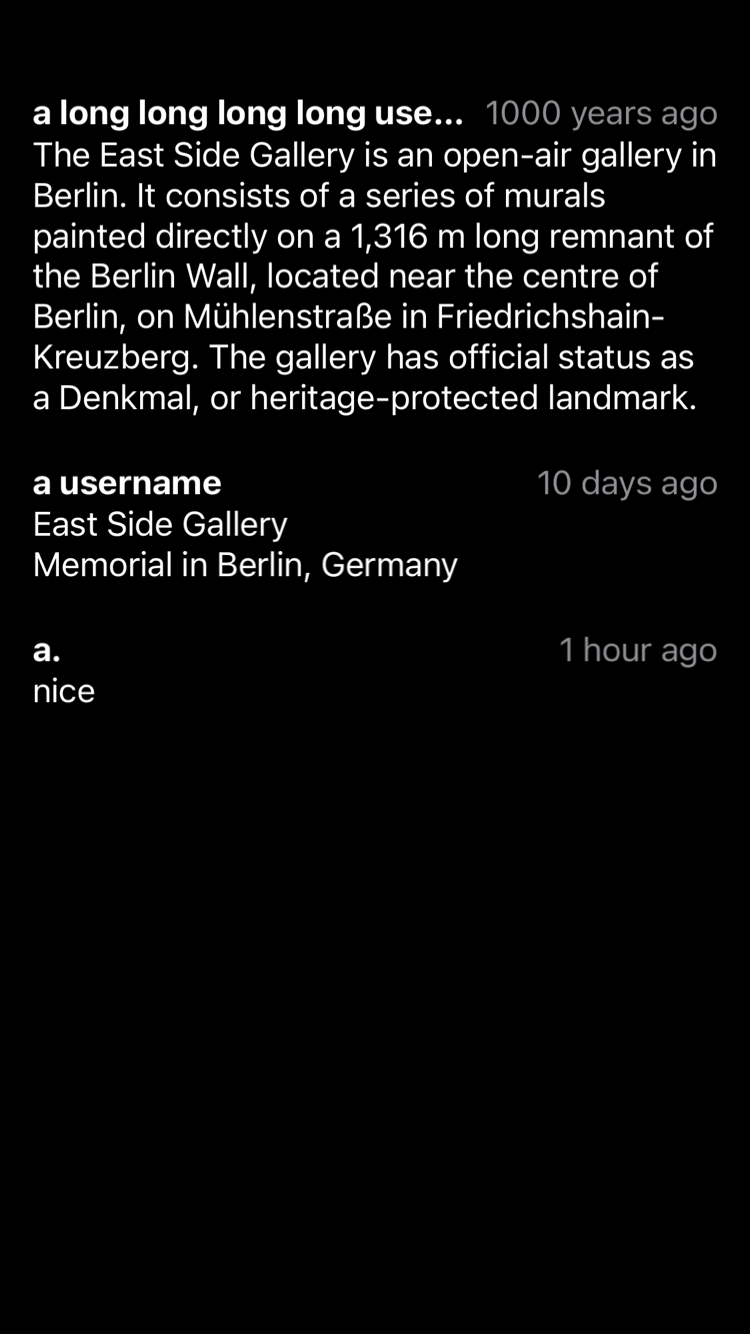 a long long long long use... 1000 years ago
The East Side Gallery is an open-air gallery in
Berlin. It consists of a series of murals
painted directly on a 1,316 m long remnant of
the Berlin Wall, located near the centre of
Berlin, on Mühlenstraße in Friedrichshain-
Kreuzberg. The gallery has official status as
a Denkmal, or heritage-protected landmark.
a username 10 days ago
East Side Gallery
Memorial in Berlin, Germany
a. 1 hour ago
nice